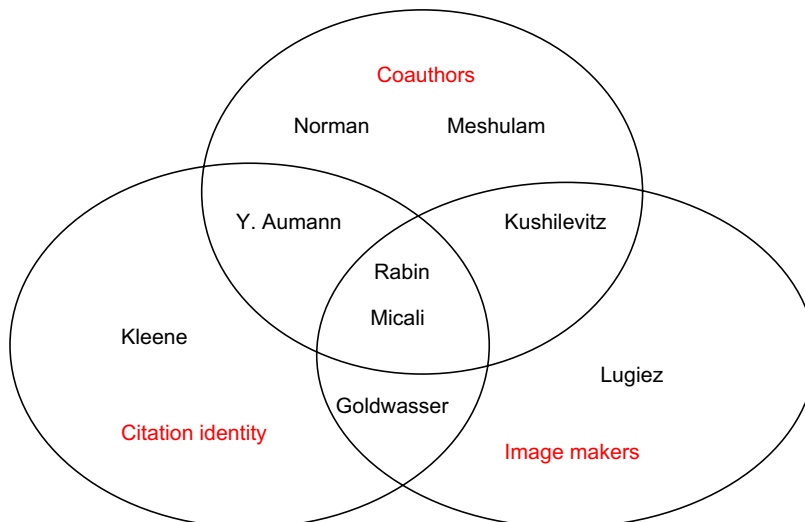 Coauthors
Norman Meshulam
Y. Aumann Kushilevitz
Rabin
Micali
Kleene
Lugiez
Goldwasser
Citation identity
Image makers